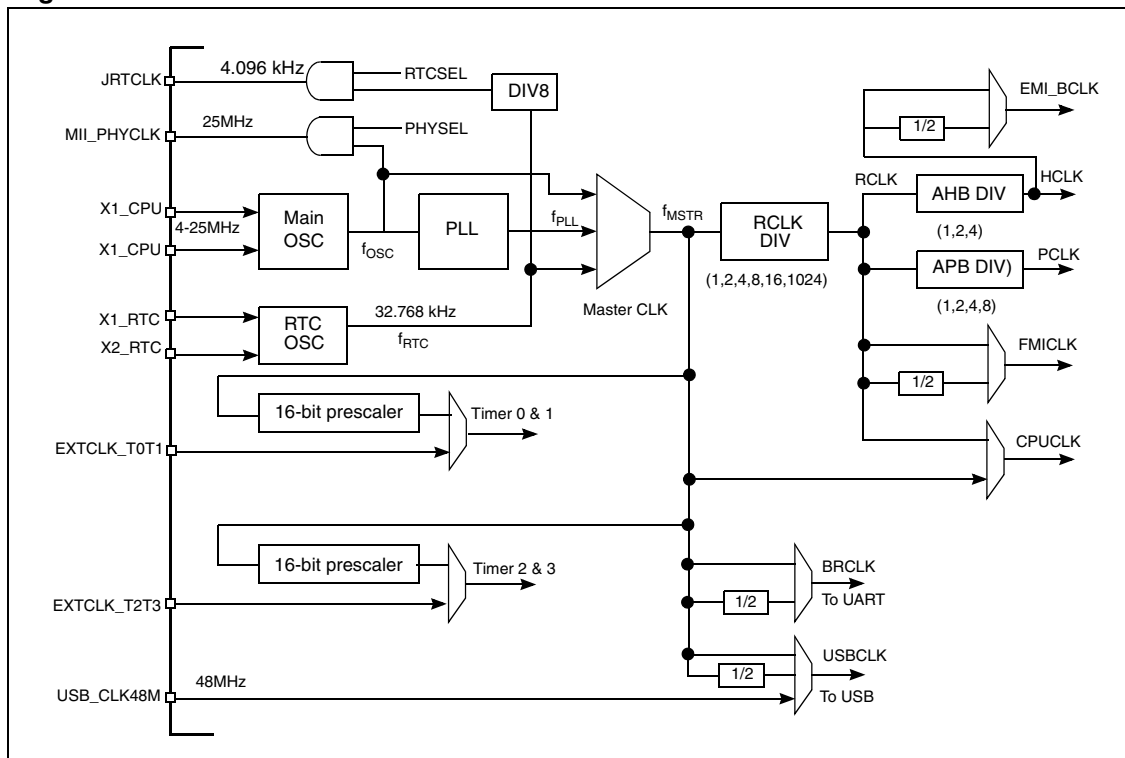 JRTCLK
4.096 kHz
RTCSEL
DIV8
MII_PHYCLK
25MHz
PHYSEL
X1_CPU
4-25MHz
X1_CPU
Main
OSC
fOSC
PLL
fPLL
fMSTR
Master CLK
RCLK
DIV
(1,2,4,8,16,1024)
RCLK
EMI_BCLK
1/2
AHB DIV
HCLK
(1,2,4)
APB DIV)
PCLK
(1,2,4,8)
X1_RTC
X2_RTC
RTC
OSC
32.768 kHz
fRTC
FMICLK
1/2
16-bit prescaler
Timer 0 & 1
EXTCLK_T0T1
CPUCLK
16-bit prescaler
Timer 2 & 3
EXTCLK_T2T3
BRCLK
1/2
To UART
USBCLK
1/2
To USB
USB_CLK48M
48MHz